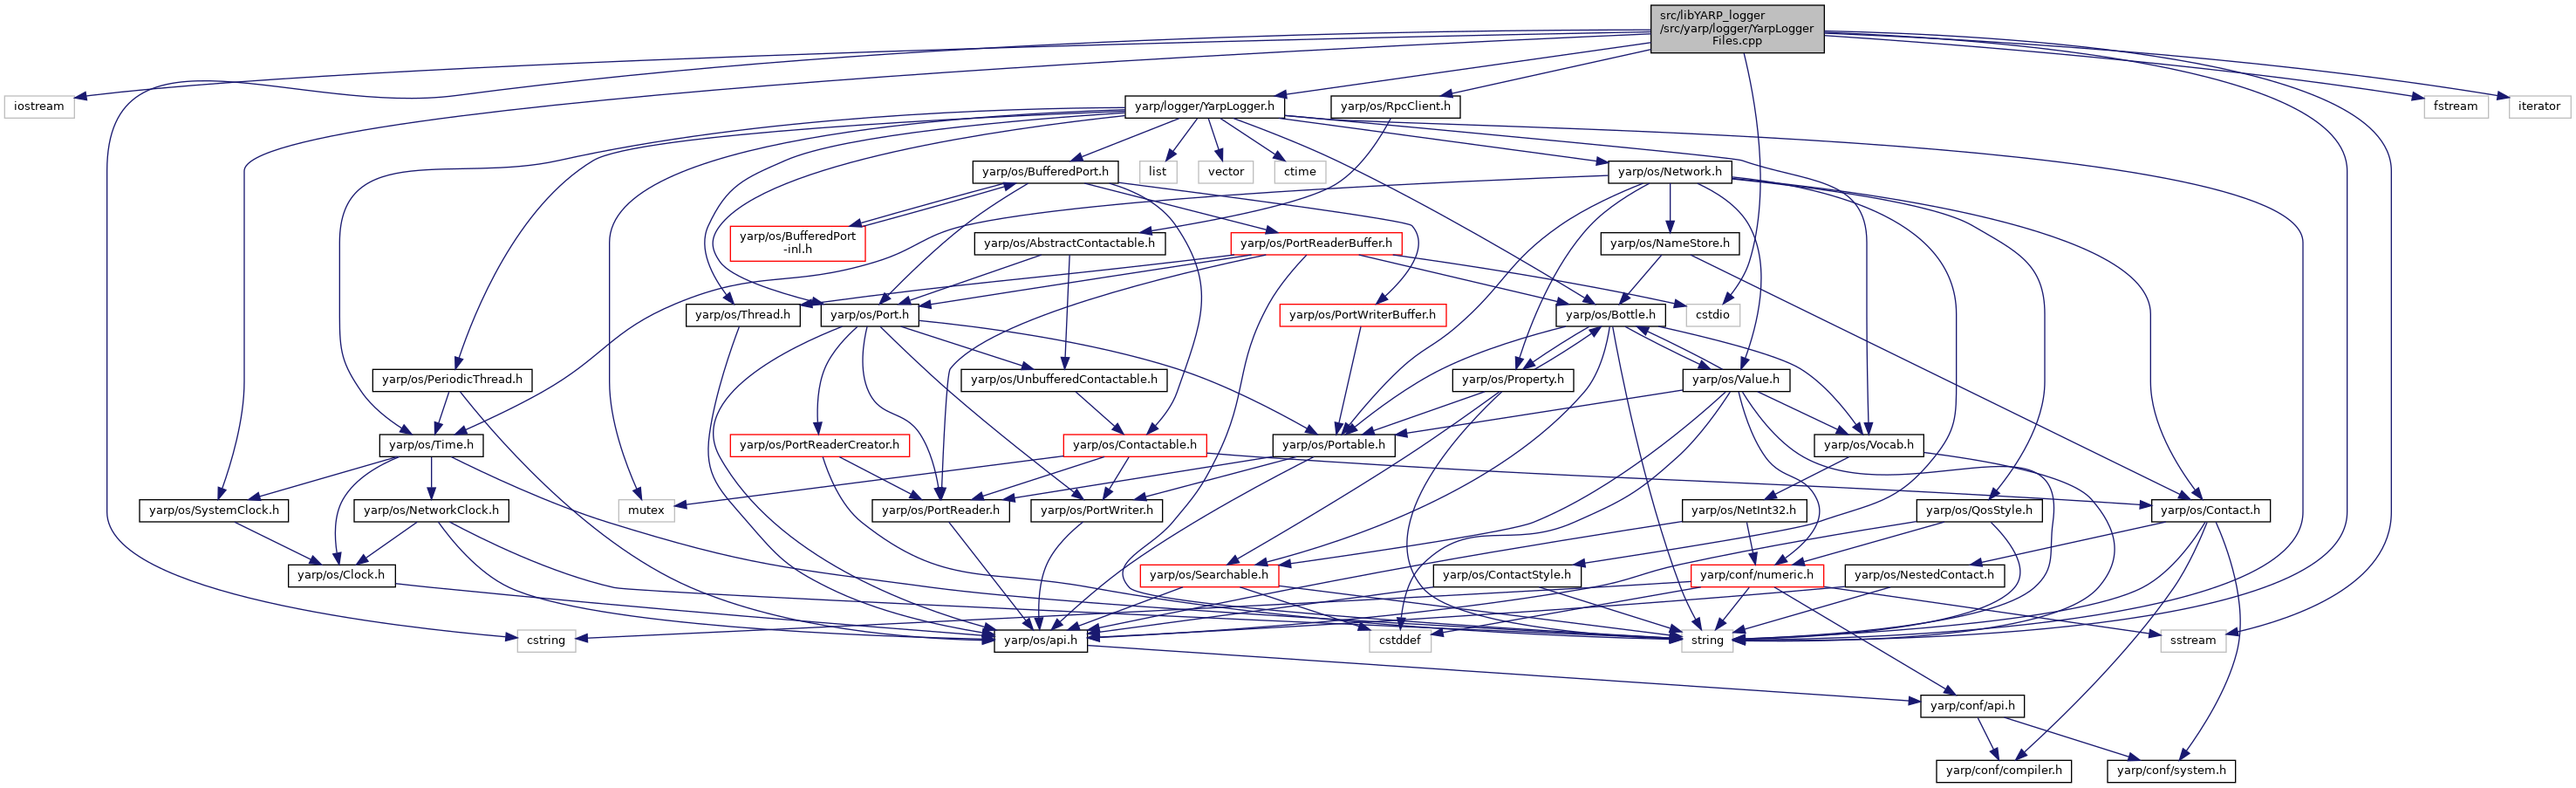 src/libYARP_logger
/src/yarp/logger/YarpLogger
Files.cpp
iostream
yarp/logger/YarpLogger.h
yarp/os/RpcClient.h
fstream
iterator
yarp/os/BufferedPort.h
list
vector
ctime
yarp/os/Network.h
yarp/os/BufferedPort
-inl.h
yarp/os/AbstractContactable.h
yarp/os/PortReaderBuffer.h
yarp/os/NameStore.h
yarp/os/Thread.h
yarp/os/Port.h
yarp/os/PortWriterBuffer.h
yarp/os/Bottle.h
cstdio
yarp/os/PeriodicThread.h
yarp/os/UnbufferedContactable.h
yarp/os/Property.h
yarp/os/Value.h
yarp/os/Time.h
yarp/os/PortReaderCreator.h
yarp/os/Contactable.h
yarp/os/Portable.h
yarp/os/Vocab.h
yarp/os/SystemClock.h
yarp/os/NetworkClock.h
mutex
yarp/os/PortReader.h
yarp/os/PortWriter.h
yarp/os/NetInt32.h
yarp/os/QosStyle.h
yarp/os/Contact.h
yarp/os/Clock.h
yarp/os/Searchable.h
yarp/os/ContactStyle.h
yarp/conf/numeric.h
yarp/os/NestedContact.h
cstring
yarp/os/api.h
cstddef
string
sstream
yarp/conf/api.h
yarp/conf/compiler.h
yarp/conf/system.h